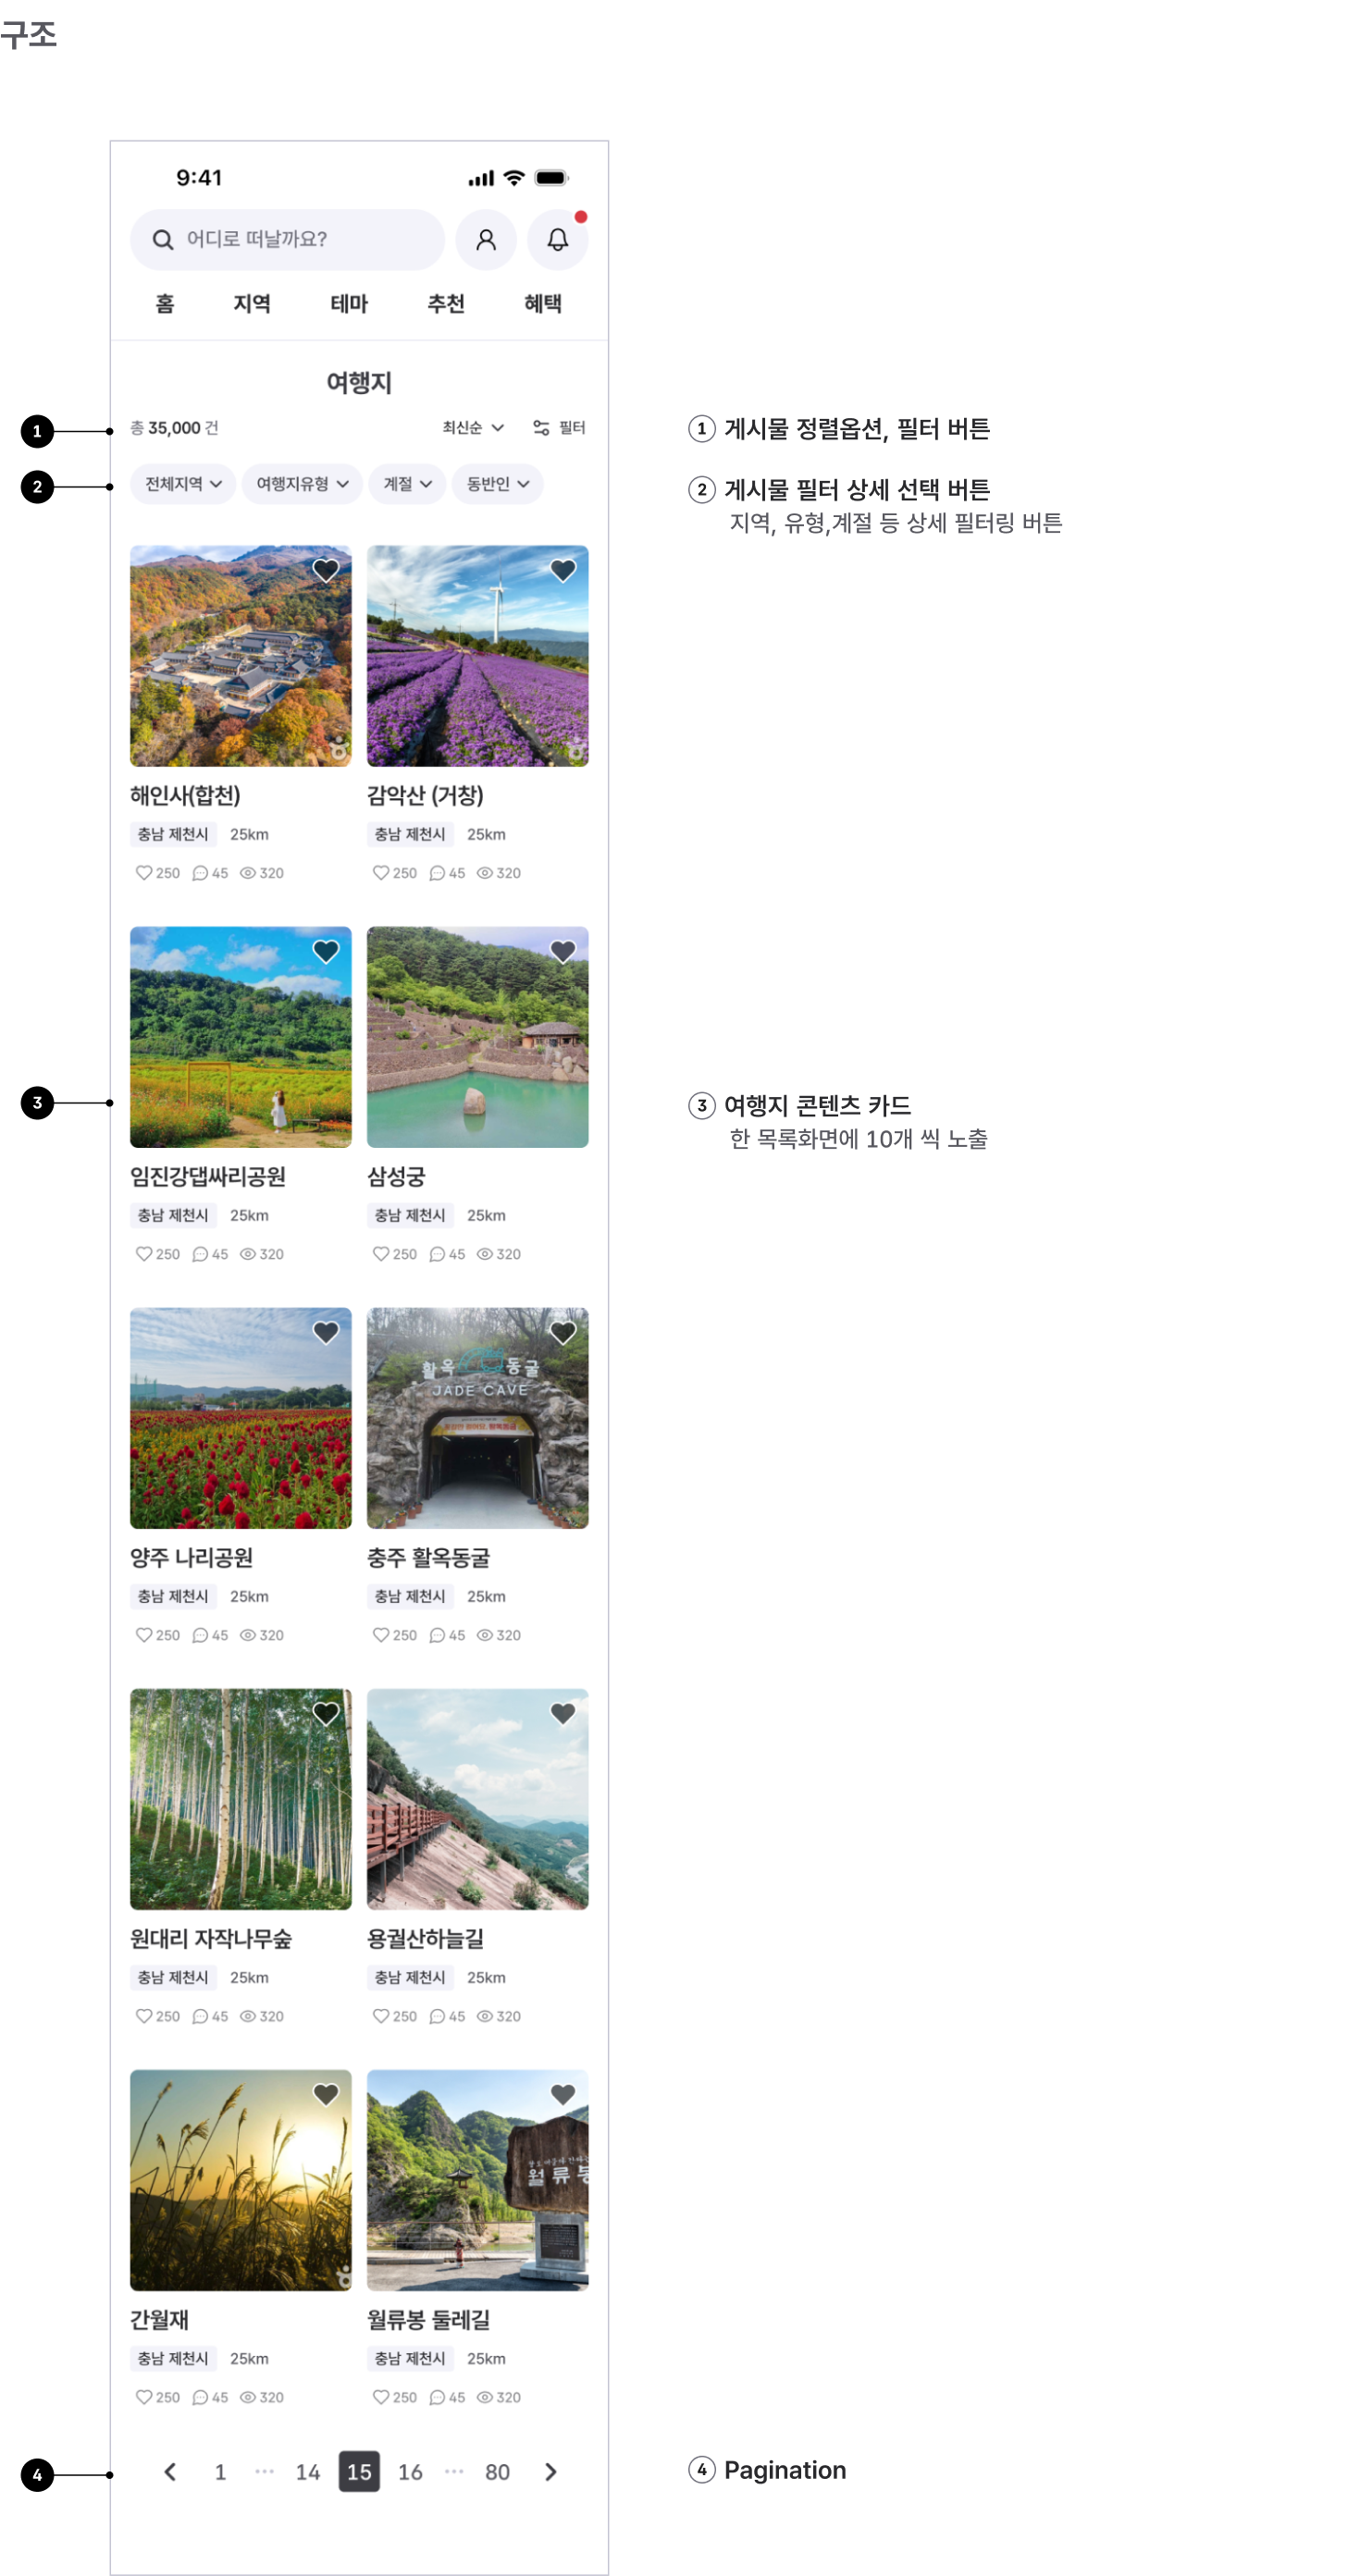 구조
9:41
어디로 떠날까요?
홈 지역 테마 추천 혜택
여행지
1 총 35,000 건 최신순 필터
① 게시물 정렬옵션, 필터 버튼
2 전체지역 여행지유형 계절 동반인
② 게시물 필터 상세 선택 버튼
지역, 유형,계절 등 상세 필터링 버튼
해인사(합천) 감악산 (거창)
충남 제천시 25km 충남 제천시 25km
250 45 320 250 45 320
3
③ 여행지 콘텐츠 카드
한 목록화면에 10개 씩 노출
임진강댑싸리공원 삼성궁
충남 제천시 25km 충남 제천시 25km
250 45 320 250 45 320
활옥동굴
JADE CAVE
양주 나리공원 충주 활옥동굴
충남 제천시 25km 충남 제천시 25km
250 45 320 250 45 320
원대리 자작나무숲 용궐산하늘길
충남 제천시 25km 충남 제천시 25km
250 45 320 250 45 320
월류봉
간월재 월류봉 둘레길
충남 제천시 25km 충남 제천시 25km
250 45 320 250 45 320
4 1 ··· 14 15 16 ··· 80
④ Pagination